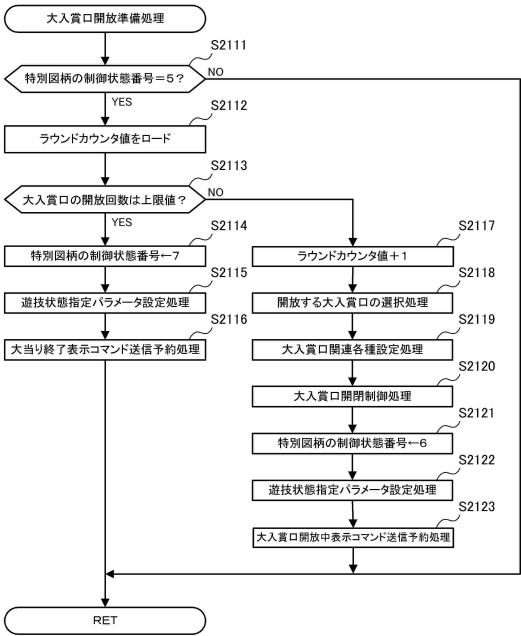 大入賞口開放準備処理
S2111
特別図柄の制御状態番号＝5？
NO
YES
S2112
ラウンドカウンタ値をロード
S2113
大入賞口の開放回数は上限値？
NO
YES
S2114
特別図柄の制御状態番号←7
S2115
遊技状態指定パラメータ設定処理
S2116
大当り終了表示コマンド送信予約処理
S2117
ラウンドカウンタ値＋1
S2118
開放する大入賞口の選択処理
S2119
大入賞口関連各種設定処理
S2120
大入賞口開閉制御処理
S2121
特別図柄の制御状態番号←6
S2122
遊技状態指定パラメータ設定処理
S2123
大入賞口開放中表示コマンド送信予約処理
RET